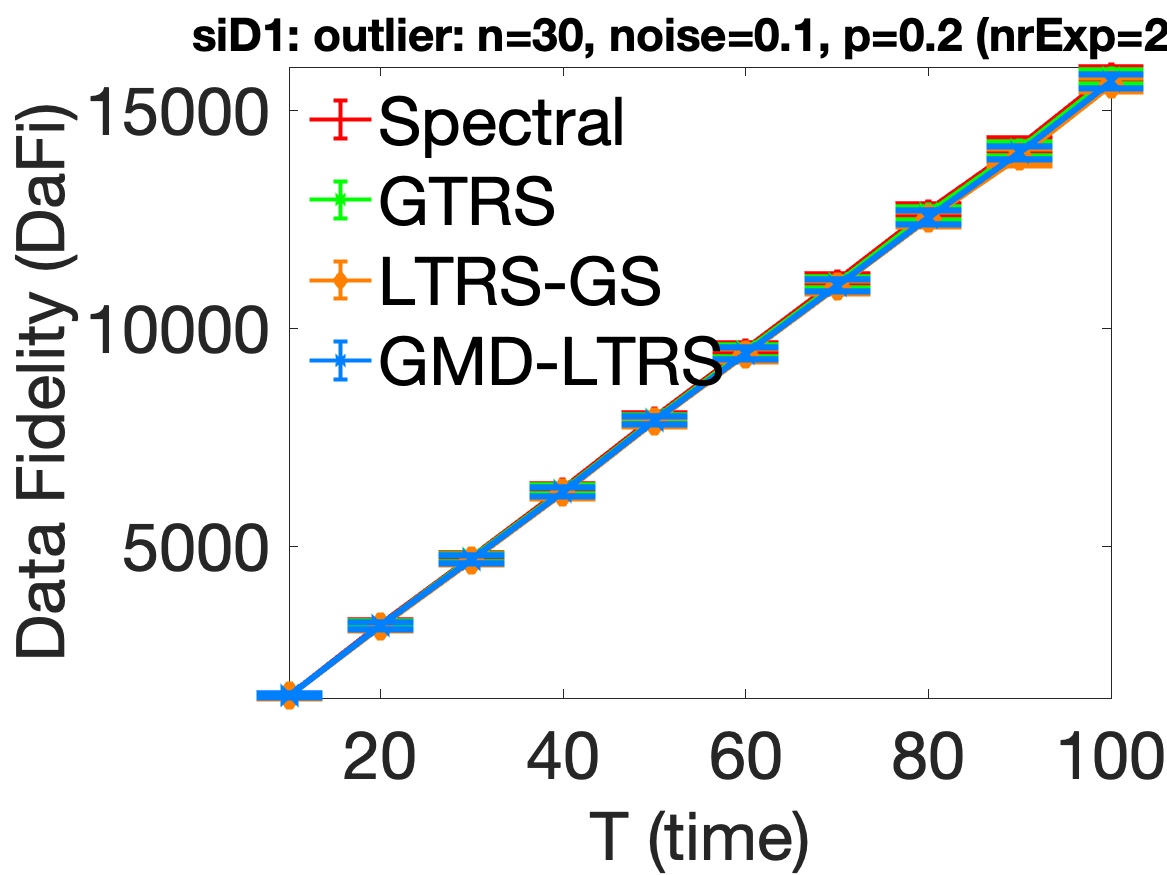 siD1: outlier: n=30, noise=0.1, p=0.2 (nrExp=2
Data Fidelity (DaFi)
15000
10000
5000
Spectral
GTRS
LTRS-GS
GMD-LTRS
20 40 60 80 100
T (time)